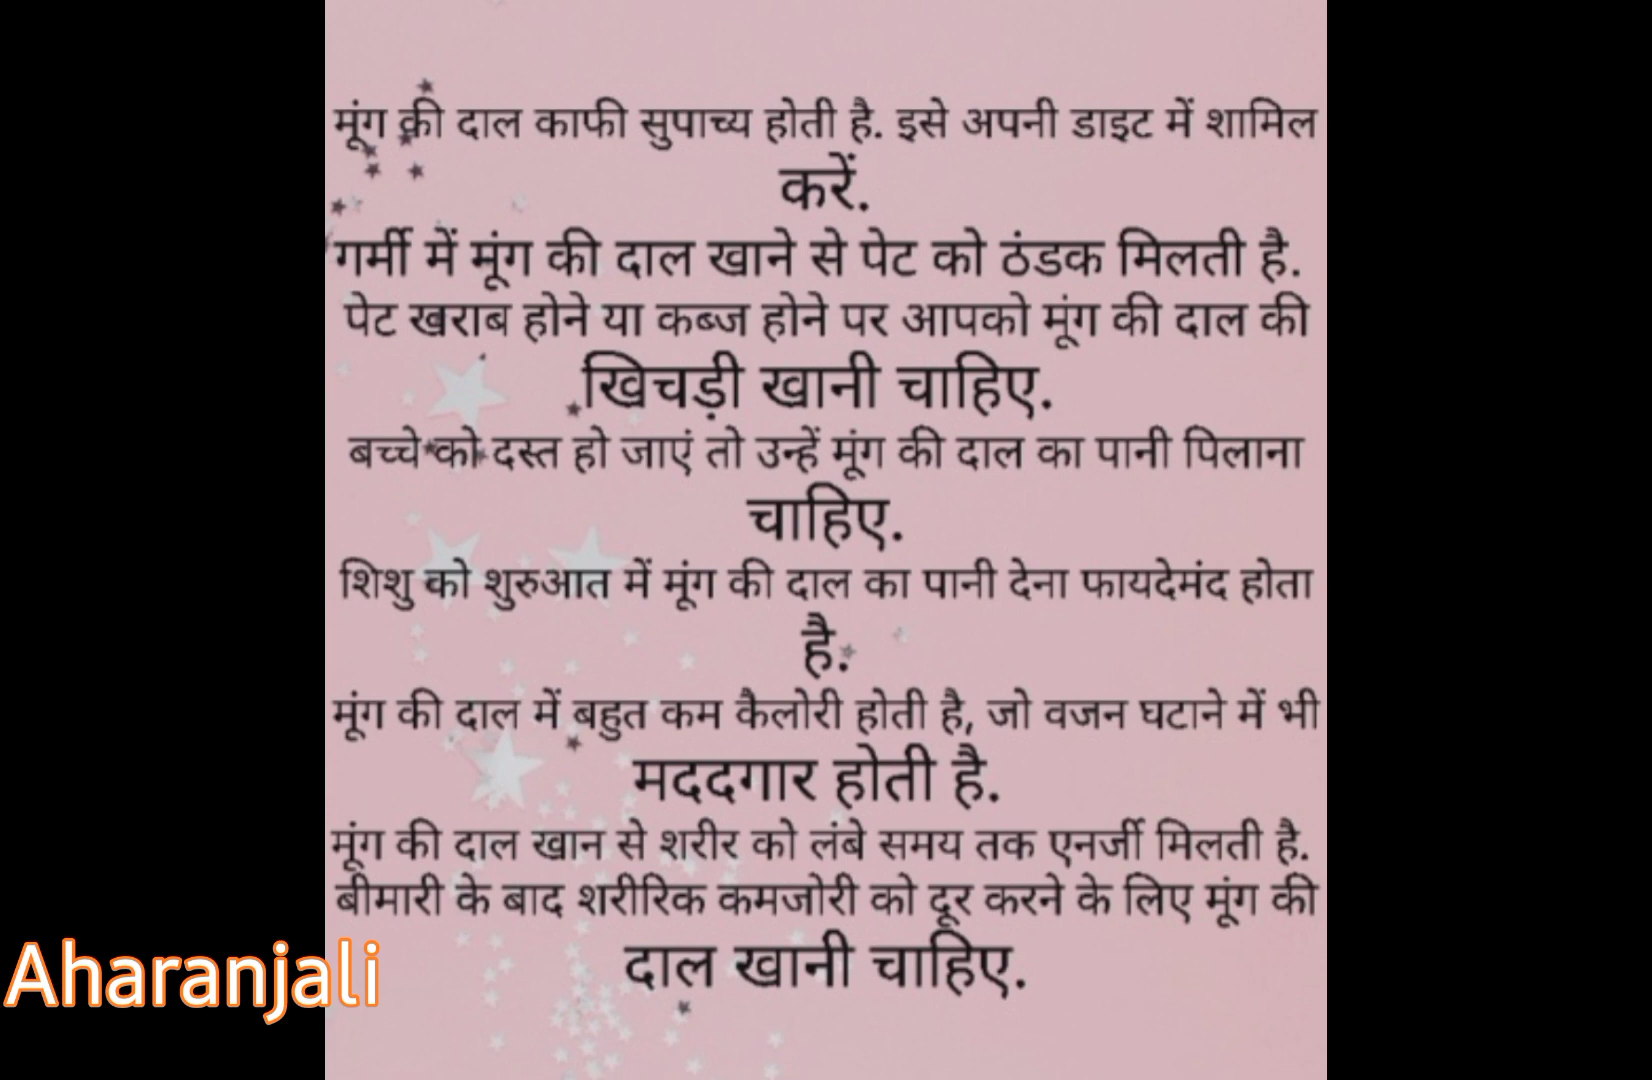 मूंग की दाल काफी सुपाच्य होती है. इसे अपनी डाइट में शामिल
करें.
गर्मी में मूंग की दाल खाने से पेट को ठंडक मिलती है.
पेट खराब होने या कब्ज होने पर आपको मूंग की दाल की
खिचड़ी खानी चाहिए.
बच्चे को दस्त हो जाएं तो उन्हें मूंग की दाल का पानी पिलाना
चाहिए.
शिशु को शुरुआत में मूंग की दाल का पानी देना फायदेमंद होता
है.
मूंग की दाल में बहुत कम कैलोरी होती है, जो वजन घटाने में भी
मददगार होती है.
मूंग की दाल खान से शरीर को लंबे समय तक एनर्जी मिलती है.
बीमारी के बाद शरीरिक कमजोरी को दूर करने के लिए मूंग की
दाल खानी चाहिए.
Aharanjali